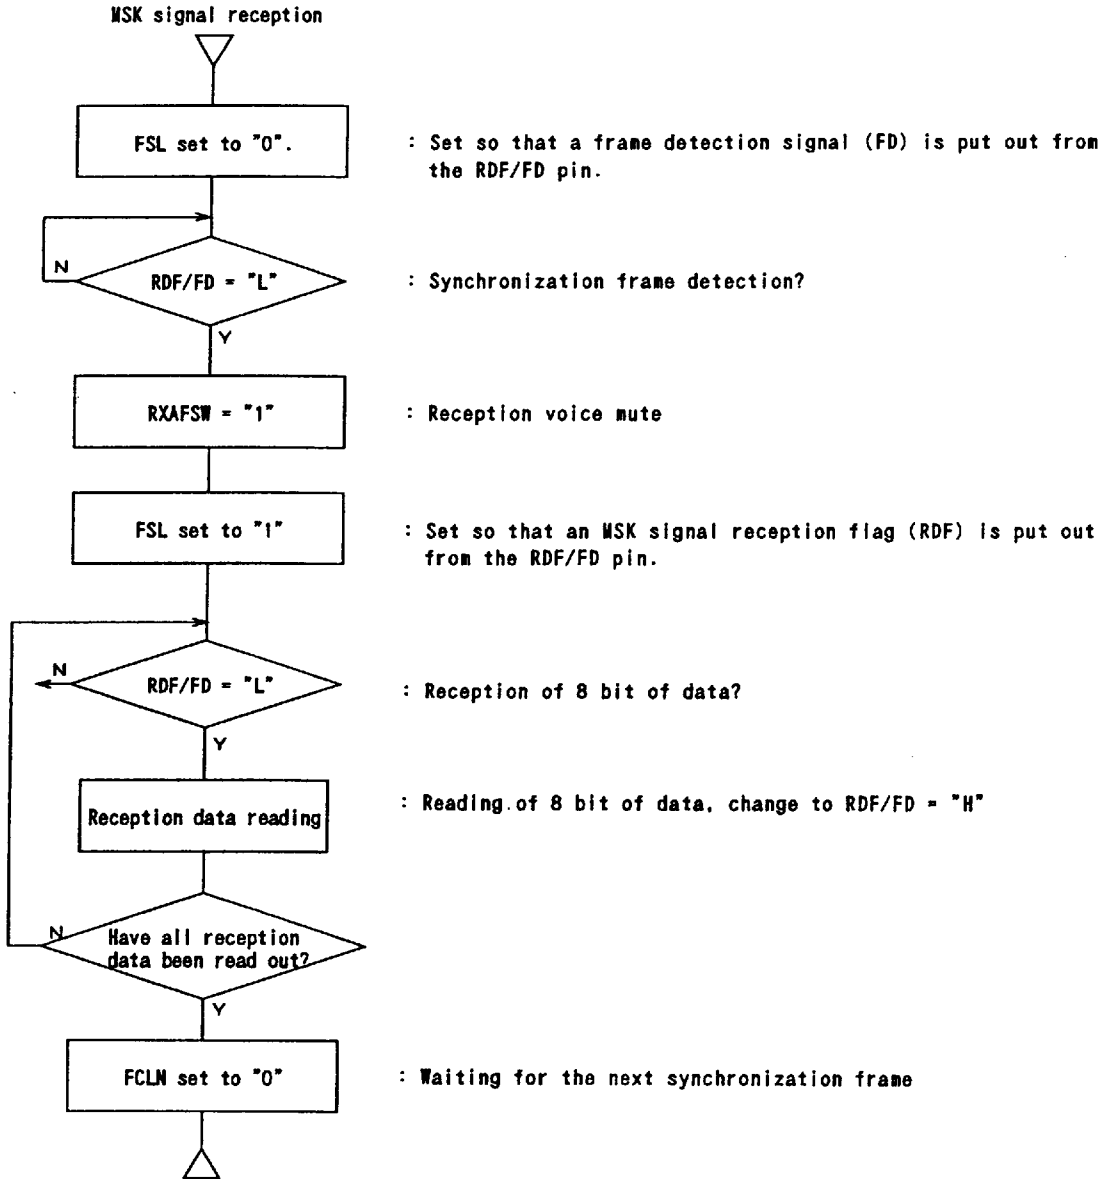 MSK signal reception
FSL set to "0".
: Set so that a frame detection signal (FD) is put out from
the RDF/FD pin.
N
RDF/FD = "L"
: Synchronization frame detection?
Y
RXAFSW = "1"
: Reception voice mute
FSL set to "1"
: Set so that an MSK signal reception flag (RDF) is put out
from the RDF/FD pin.
N
RDF/FD = "L"
: Reception of 8 bit of data?
Y
Reception data reading
: Reading of 8 bit of data, change to RDF/FD = "H"
N
Have all reception
data been read out?
Y
FCLN set to "0"
: Waiting for the next synchronization frame